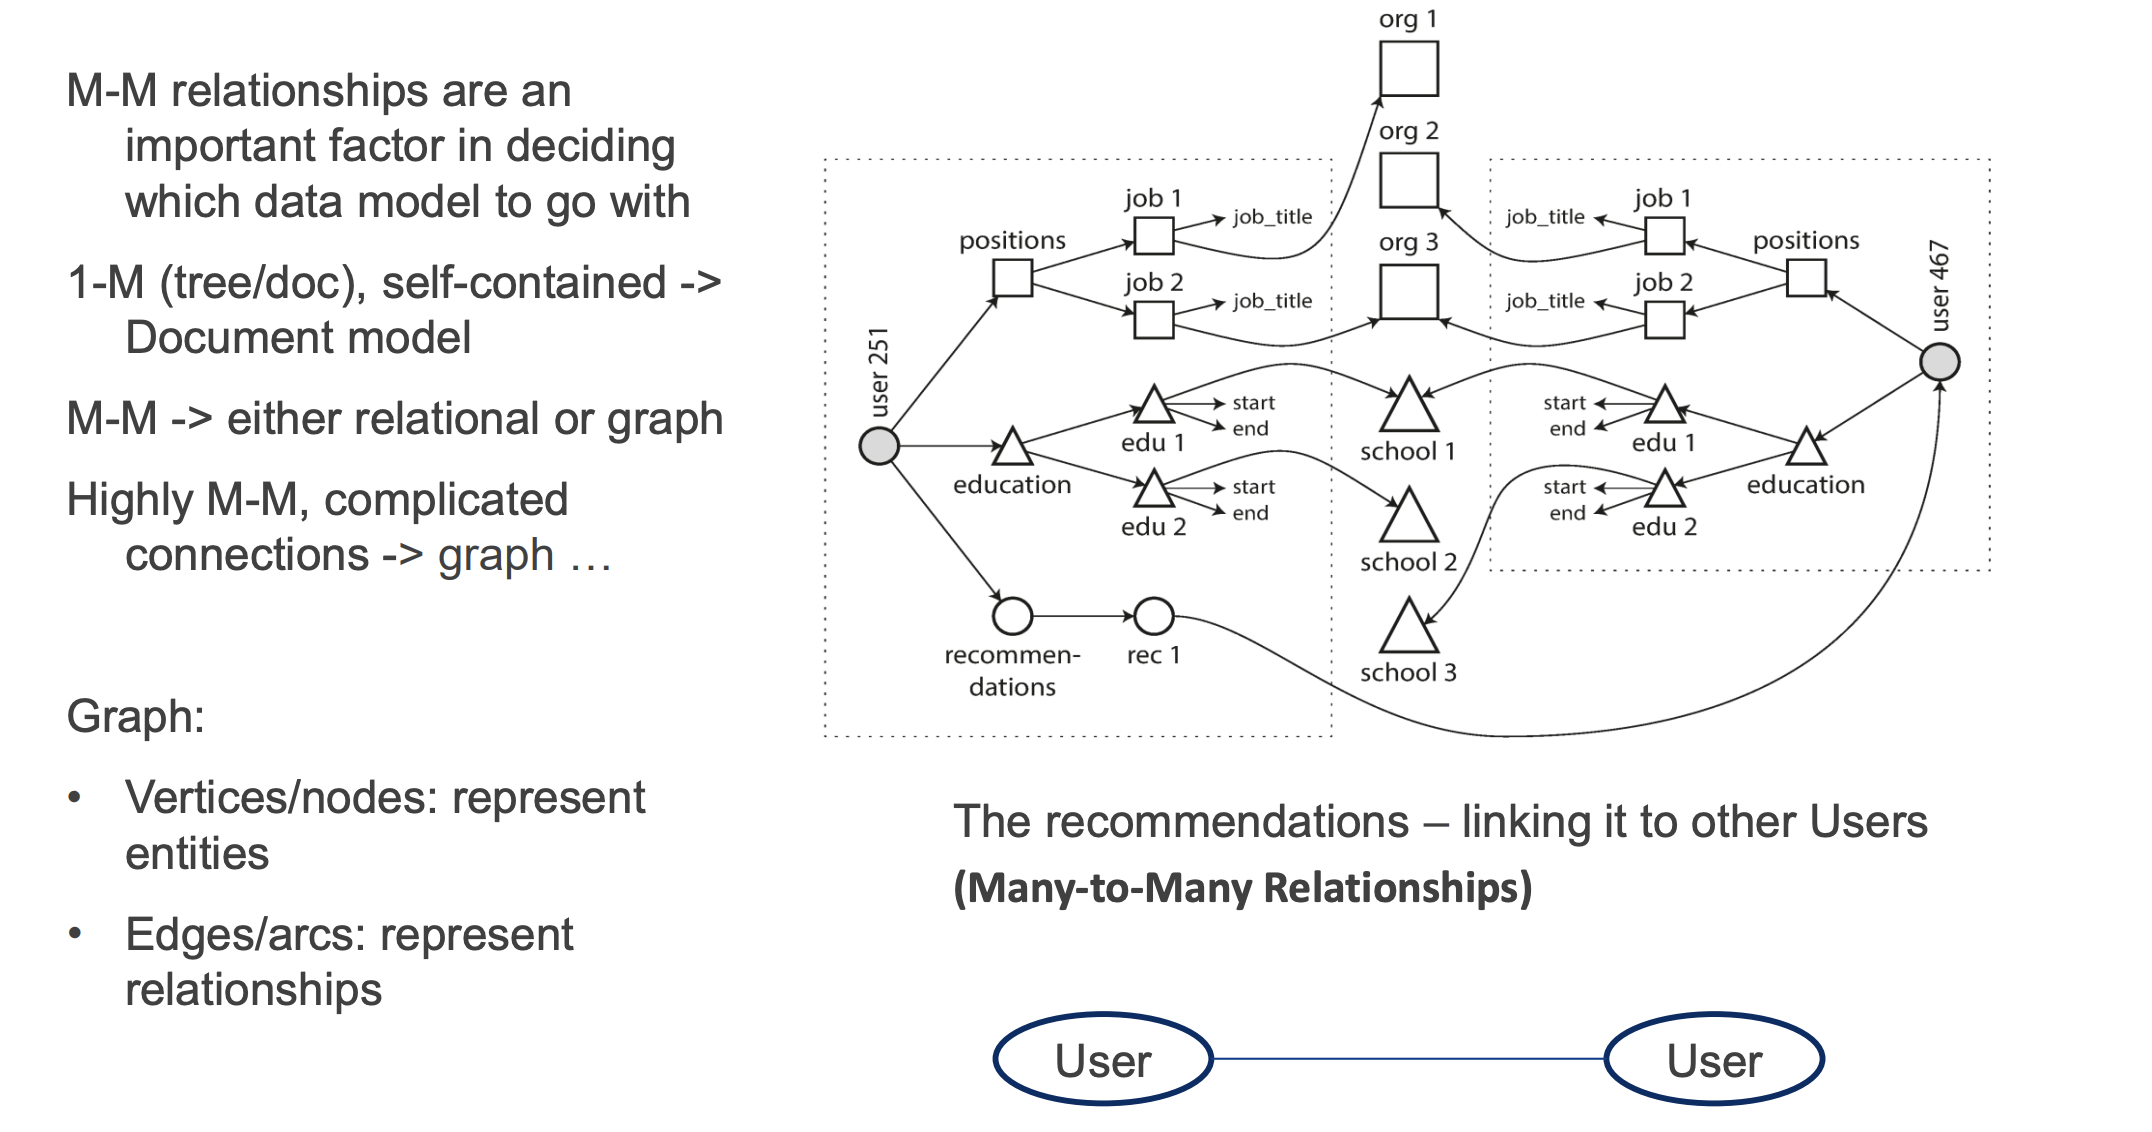 M-M relationships are an
important factor in deciding
which data model to go with
1-M (tree/doc), self-contained ->
Document model
M-M -> either relational or graph
Highly M-M, complicated
connections -> graph …
Graph:
• Vertices/nodes: represent
entities
• Edges/arcs: represent
relationships
org 1
org 2
org 3
user 251
positions
job 1
job_title
job 2
job_title
education
edu 1
start
end
edu 2
start
end
recommen-
dations
rec 1
school 1
school 2
school 3
job_title
job 1
positions
job_title
job 2
user 467
start
end
edu 1
education
start
end
edu 2
The recommendations – linking it to other Users
(Many-to-Many Relationships)
User
User